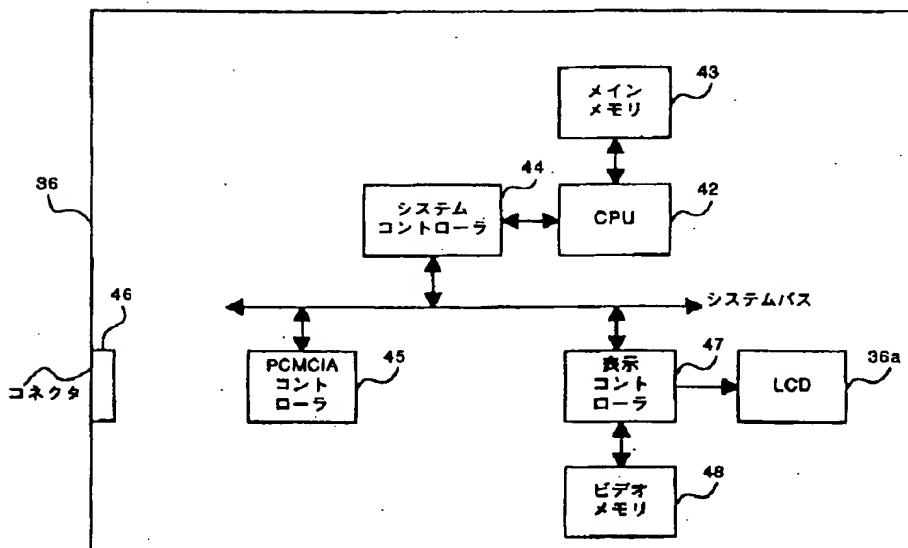 43
メイン
メモリ
44
システム
コントローラ
CPU
42
36
システムバス
46
コネクタ
PCMCIA
コント
ローラ
45
表示
コント
ローラ
47
LCD
36a
ビデオ
メモリ
48